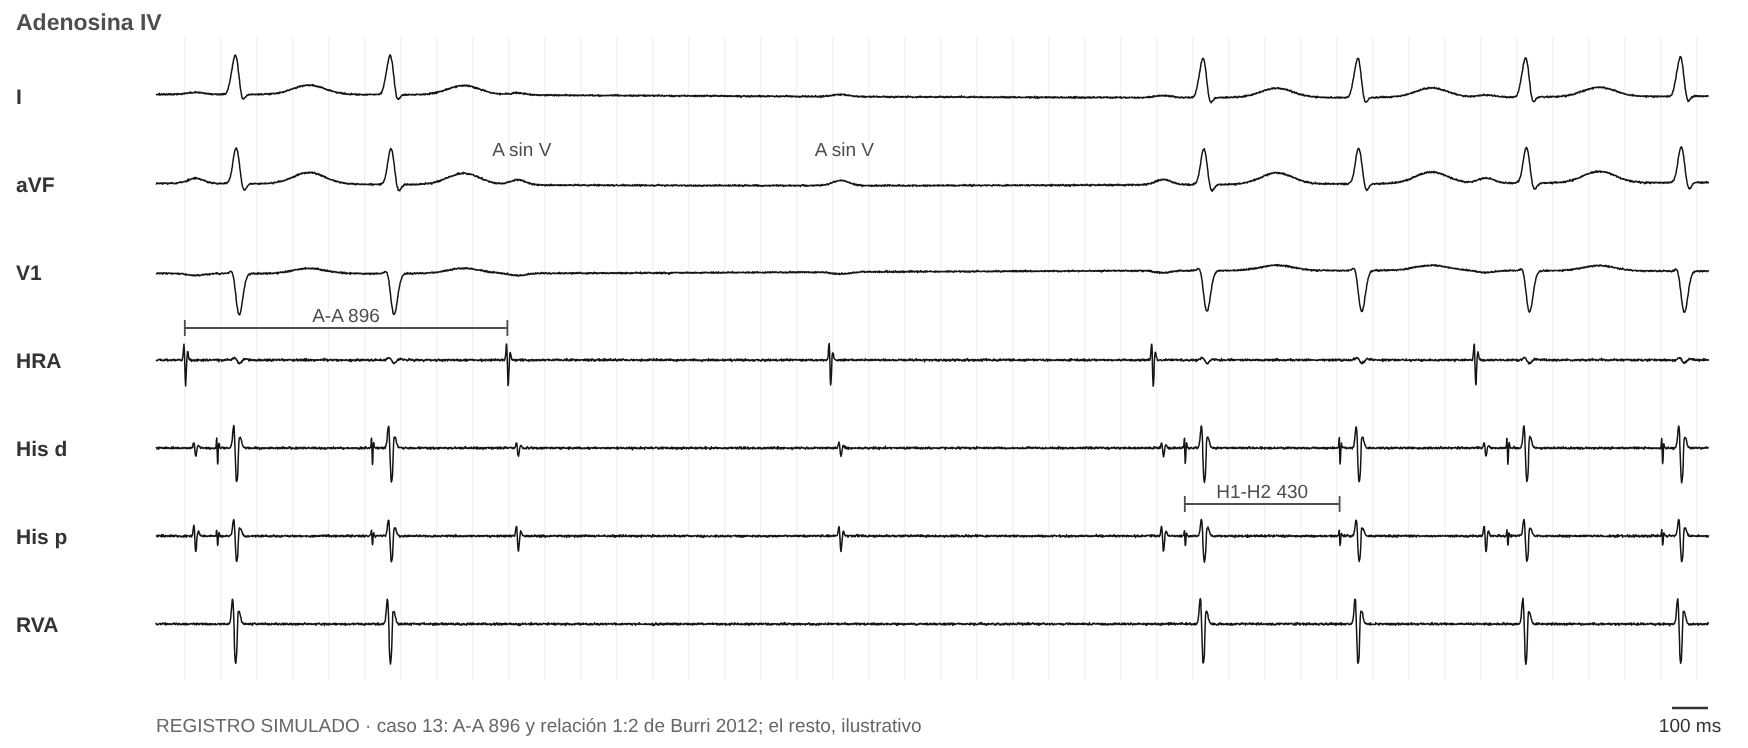 Adenosina IV
I
aVF
A sin V
A sin V
V1
A-A 896
HRA
His d
H1-H2 430
His p
RVA
REGISTRO SIMULADO · caso 13: A-A 896 y relación 1:2 de Burri 2012; el resto, ilustrativo
100 ms